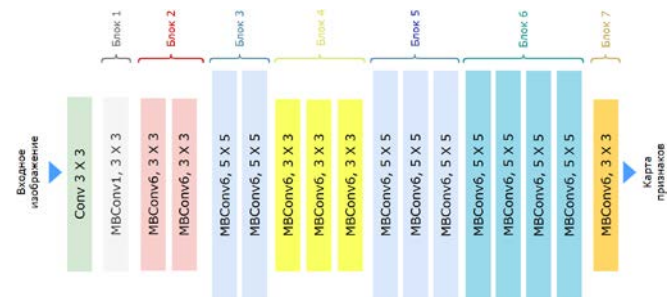 Блок 1
Блок 2
Блок 3
Блок 4
Блок 5
Блок 6
Блок 7
Входное
изображение
Conv 3 X 3
MBConv1, 3 X 3
MBConv6, 3 X 3
MBConv6, 3 X 3
MBConv6, 5 X 5
MBConv6, 5 X 5
MBConv6, 3 X 3
MBConv6, 3 X 3
MBConv6, 3 X 3
MBConv6, 5 X 5
MBConv6, 5 X 5
MBConv6, 5 X 5
MBConv6, 5 X 5
MBConv6, 5 X 5
MBConv6, 5 X 5
MBConv6, 5 X 5
MBConv6, 3 X 3
Карта
признаков